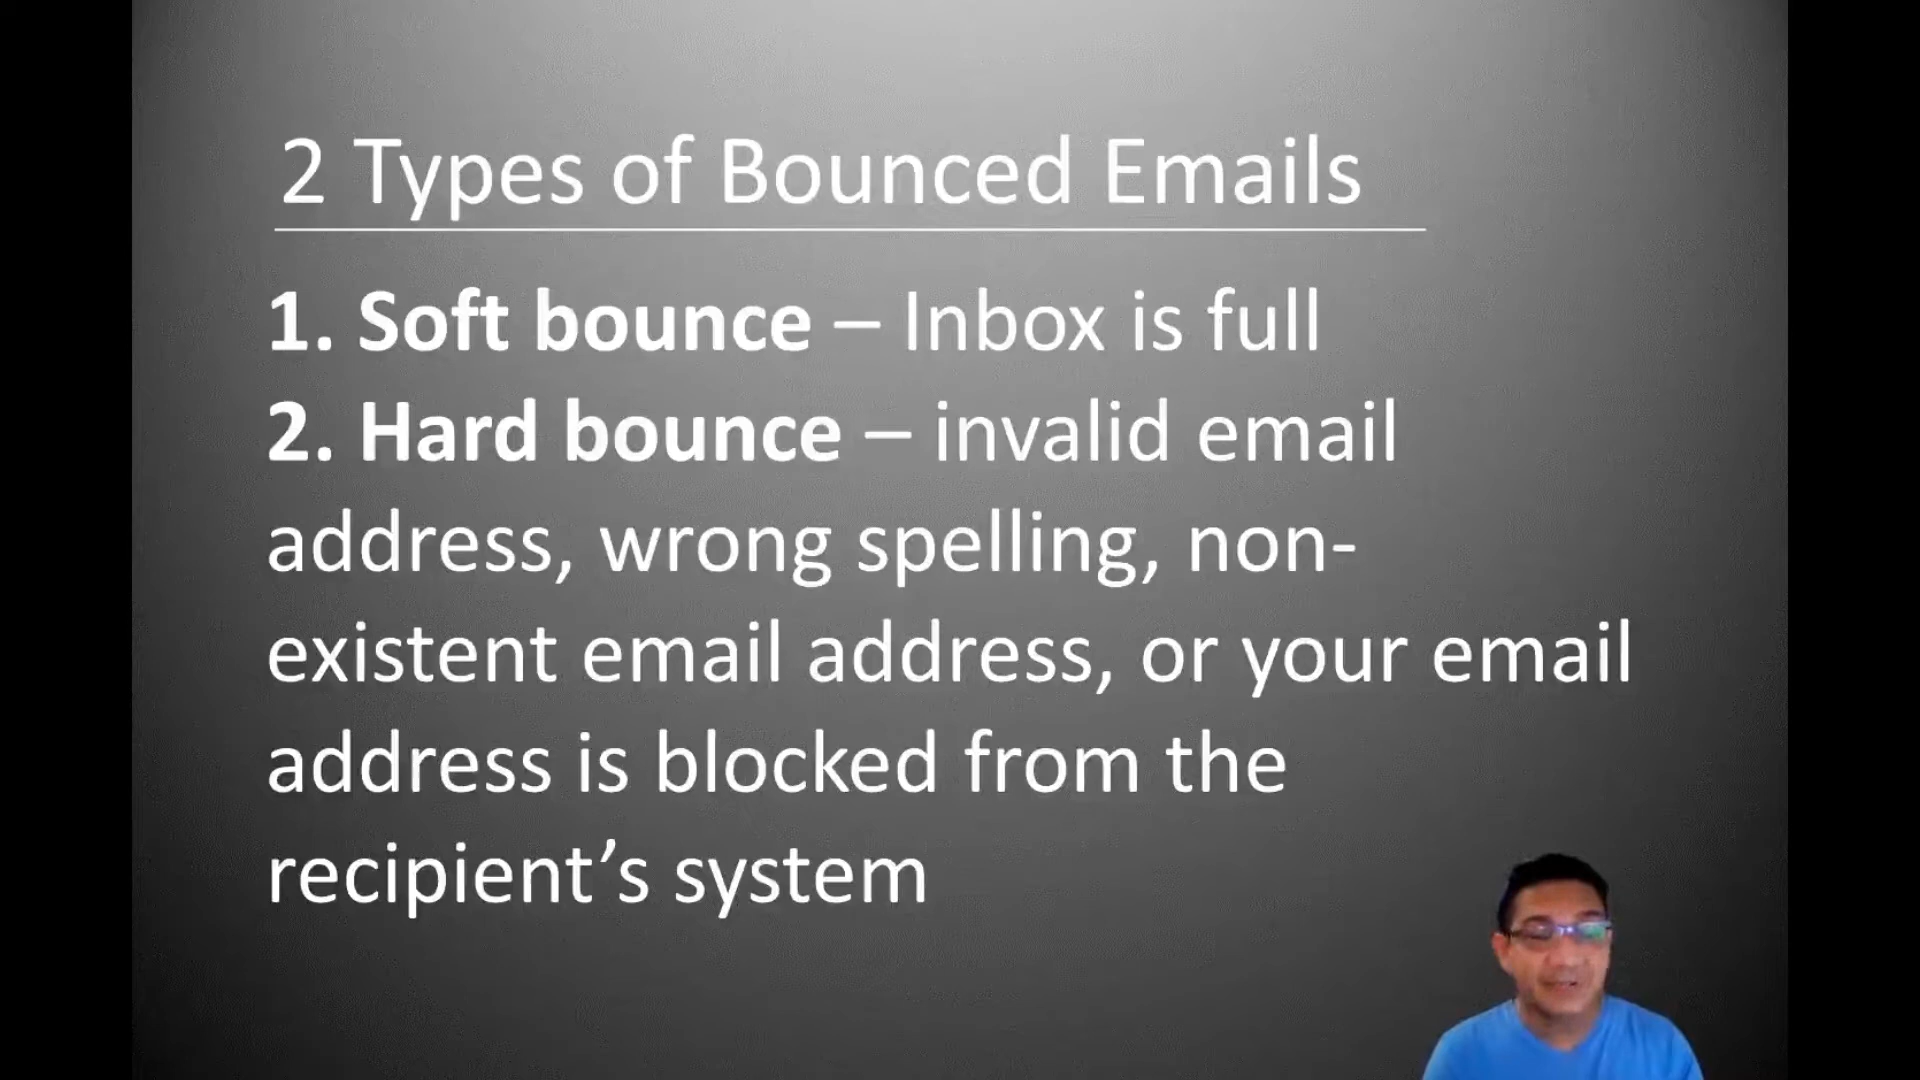 2 Types of Bounced Emails
1. Soft bounce – Inbox is full
2. Hard bounce – invalid email
address, wrong spelling, non-
existent email address, or your email
address is blocked from the
recipient’s system